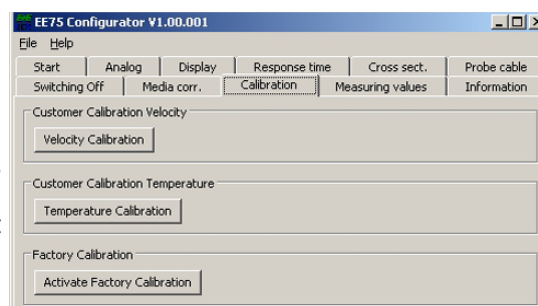 EE75 Configurator V1.00.001
File Help
Start Analog Display Response time Cross sect. Probe cable
Switching Off Media corr. Calibration Measuring values Information
Customer Calibration Velocity
Velocity Calibration
Customer Calibration Temperature
Temperature Calibration
Factory Calibration
Activate Factory Calibration